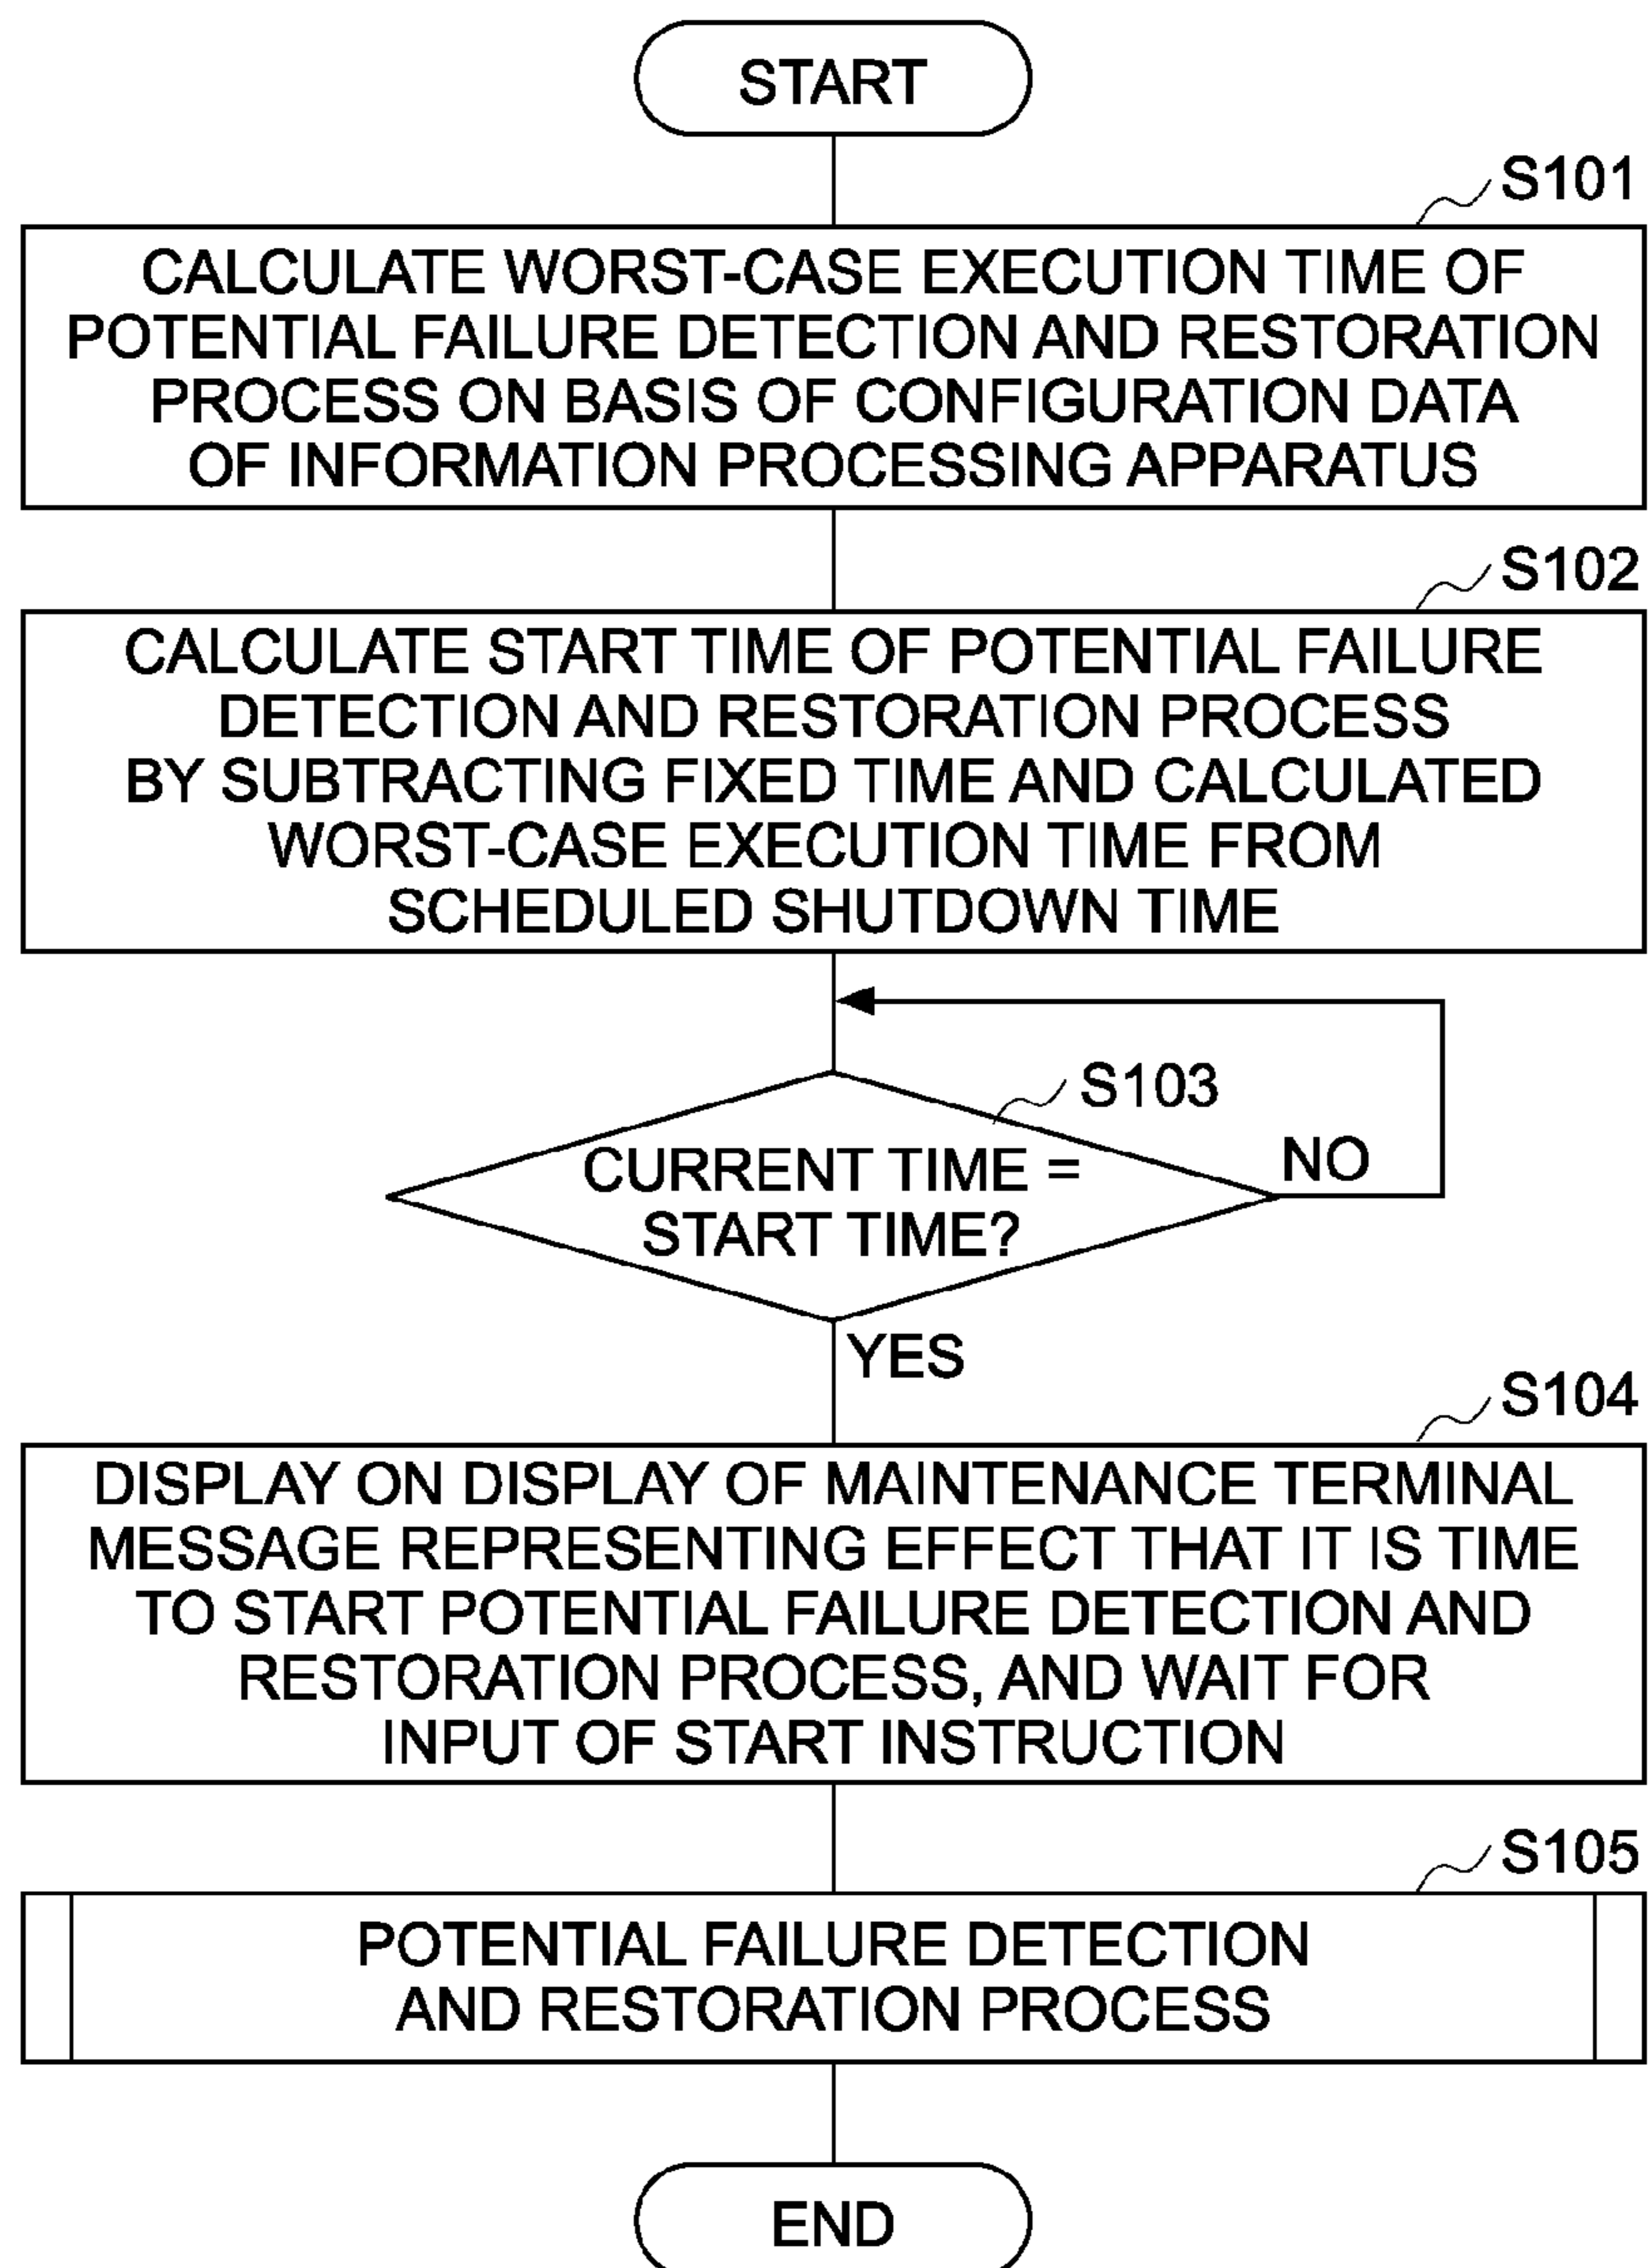 START
S101
CALCULATE WORST-CASE EXECUTION TIME OF
POTENTIAL FAILURE DETECTION AND RESTORATION
PROCESS ON BASIS OF CONFIGURATION DATA
OF INFORMATION PROCESSING APPARATUS
S102
CALCULATE START TIME OF POTENTIAL FAILURE
DETECTION AND RESTORATION PROCESS
BY SUBTRACTING FIXED TIME AND CALCULATED
WORST-CASE EXECUTION TIME FROM
SCHEDULED SHUTDOWN TIME
S103
CURRENT TIME =
START TIME?
NO
YES
S104
DISPLAY ON DISPLAY OF MAINTENANCE TERMINAL
MESSAGE REPRESENTING EFFECT THAT IT IS TIME
TO START POTENTIAL FAILURE DETECTION AND
RESTORATION PROCESS, AND WAIT FOR
INPUT OF START INSTRUCTION
S105
POTENTIAL FAILURE DETECTION
AND RESTORATION PROCESS
END